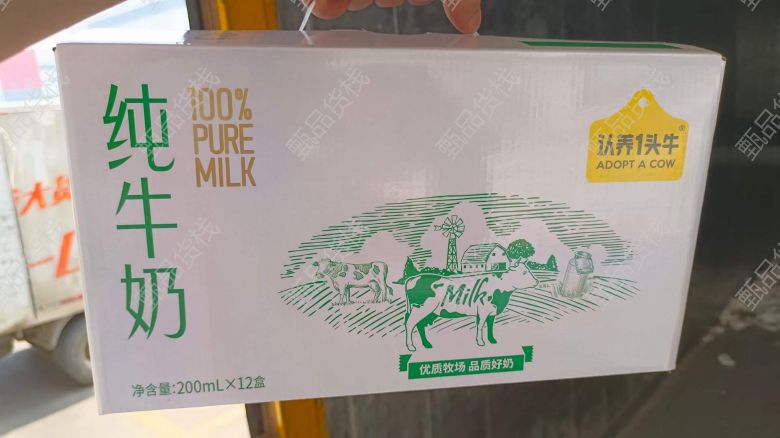 纯牛奶
100%
PURE
MILK
认养1头牛®
ADOPT A COW
Milk
优质牧场 品质好奶
净含量:200mL×12盒
甄品货栈